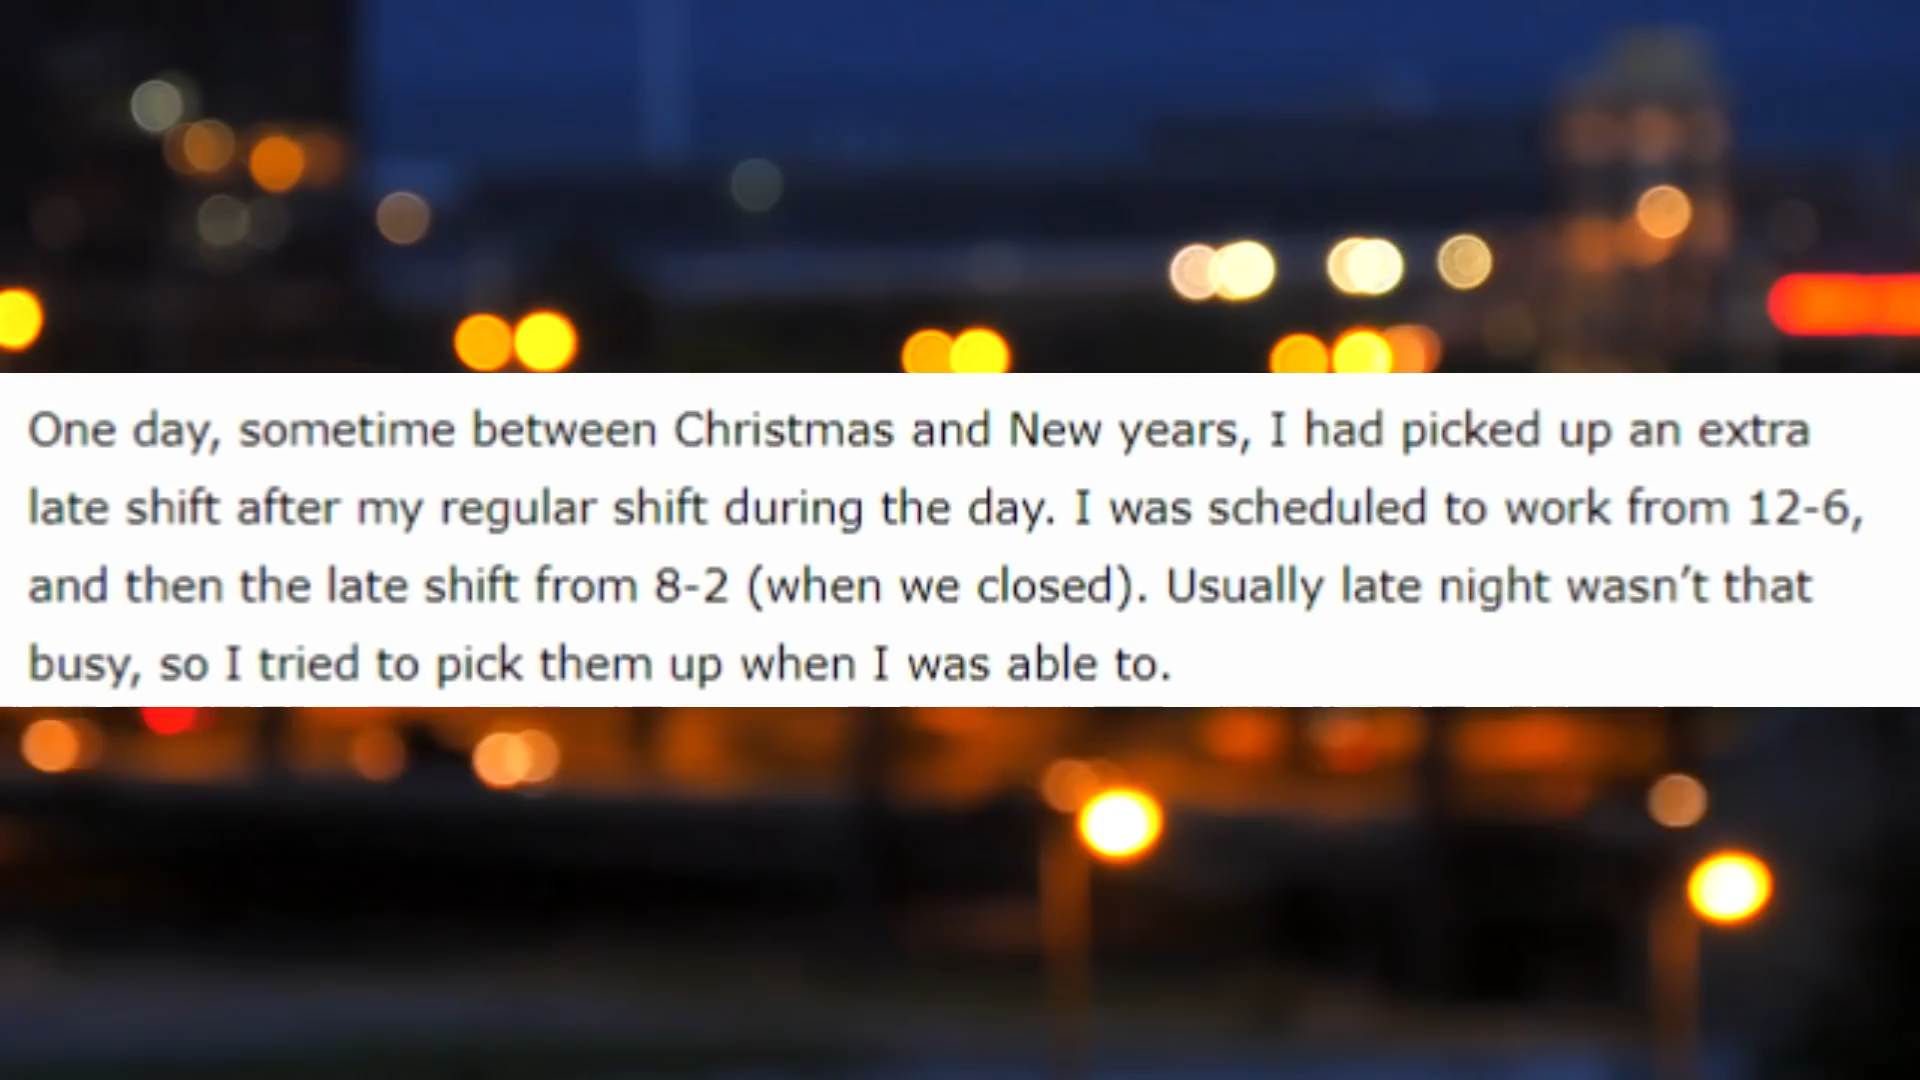 One day, sometime between Christmas and New years, I had picked up an extra
late shift after my regular shift during the day. I was scheduled to work from 12-6,
and then the late shift from 8-2 (when we closed). Usually late night wasn’t that
busy, so I tried to pick them up when I was able to.